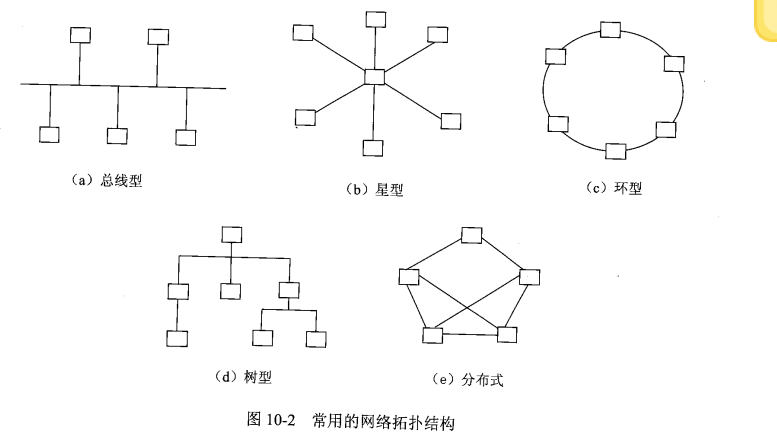 （a）总线型
（b）星型
（c）环型
（d）树型
（e）分布式
图 10-2 常用的网络拓扑结构